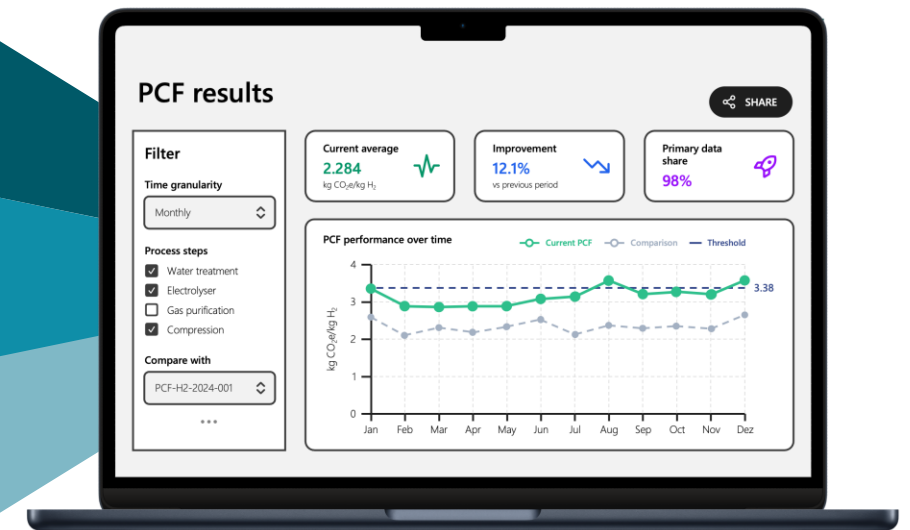 PCF results
SHARE
Filter
Time granularity
Monthly
Process steps
Water treatment
Electrolyser
Gas purification
Compression
Compare with
PCF-H2-2024-001
Current average
2.284
kg CO₂e/kg H₂
Improvement
12.1%
vs previous period
Primary data
share
98%
PCF performance over time
Current PCF
Comparison
Threshold
kg CO₂e/kg H₂
4
3
2
1
0
3.38
Jan Feb Mar Apr May Jun Jul Aug Sep Oct Nov Dez